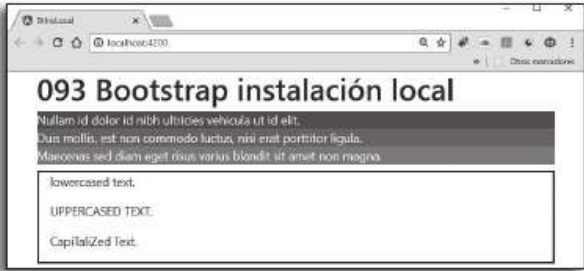 localhost:4200
Otros marcadores
093 Bootstrap instalación local
Nullam id dolor id nibh ultricies vehicula ut id elit.
Duis mollis, est non commodo luctus, nisi erat porttitor ligula.
Maecenas sed diam eget risus varius blandit sit amet non magna.
lowercased text.
UPPERCASED TEXT.
CapiTaliZed Text.